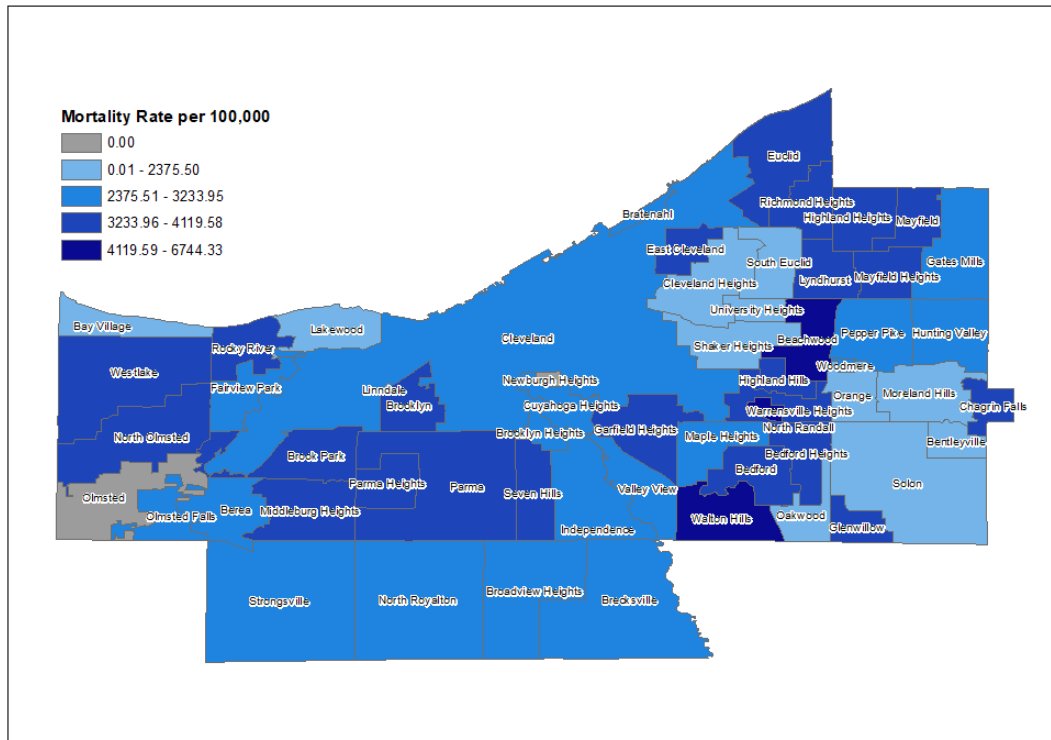 Mortality Rate per 100,000
0.00
0.01 - 2375.50
2375.51 - 3233.95
3233.96 - 4119.58
4119.59 - 6744.33
Euclid
Richmond Heights
Bratenahl
Highland Heights
Mayfield
East Cleveland
South Euclid
Gates Mills
Cleveland Heights
Lyndhurst
Mayfield Heights
University Heights
Bay Village
Lakewood
Cleveland
Beachwood
Pepper Pike
Hunting Valley
Rocky River
Shaker Heights
Woodmere
Westlake
Fairview Park
Linndale
Newburgh Heights
Highland Hills
Orange
Moreland Hills
Brooklyn
Cuyahoga Heights
Warrensville Heights
Chagrin Falls
North Olmsted
Brooklyn Heights
Garfield Heights
Maple Heights
North Randall
Bentleyville
Brook Park
Bedford Heights
Bedford
Parma Heights
Parma
Seven Hills
Valley View
Solon
Olmsted
Olmsted Falls
Berea
Middleburg Heights
Walton Hills
Oakwood
Glenwillow
Independence
Strongsville
North Royalton
Broadview Heights
Brecksville